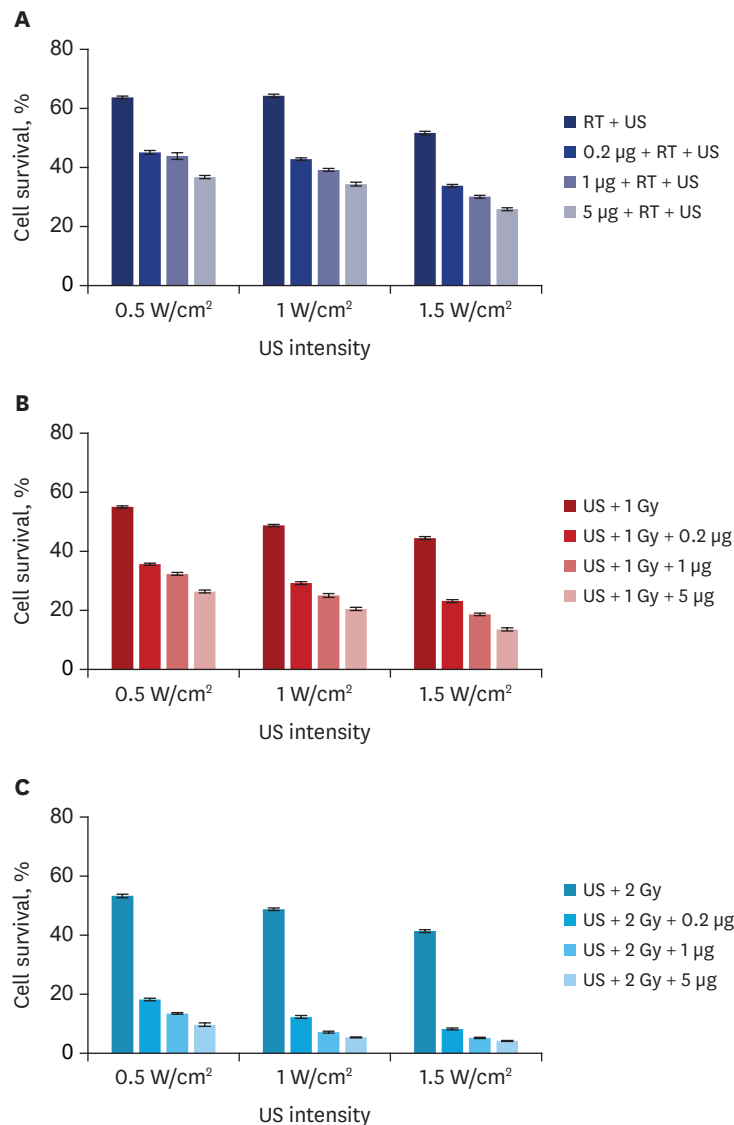 A
Cell survival, %
80
60
40
20
0
0.5 W/cm²
1 W/cm²
1.5 W/cm²
US intensity
RT + US
0.2 µg + RT + US
1 µg + RT + US
5 µg + RT + US
B
Cell survival, %
80
60
40
20
0
0.5 W/cm²
1 W/cm²
1.5 W/cm²
US intensity
US + 1 Gy
US + 1 Gy + 0.2 µg
US + 1 Gy + 1 µg
US + 1 Gy + 5 µg
C
Cell survival, %
80
60
40
20
0
0.5 W/cm²
1 W/cm²
1.5 W/cm²
US intensity
US + 2 Gy
US + 2 Gy + 0.2 µg
US + 2 Gy + 1 µg
US + 2 Gy + 5 µg